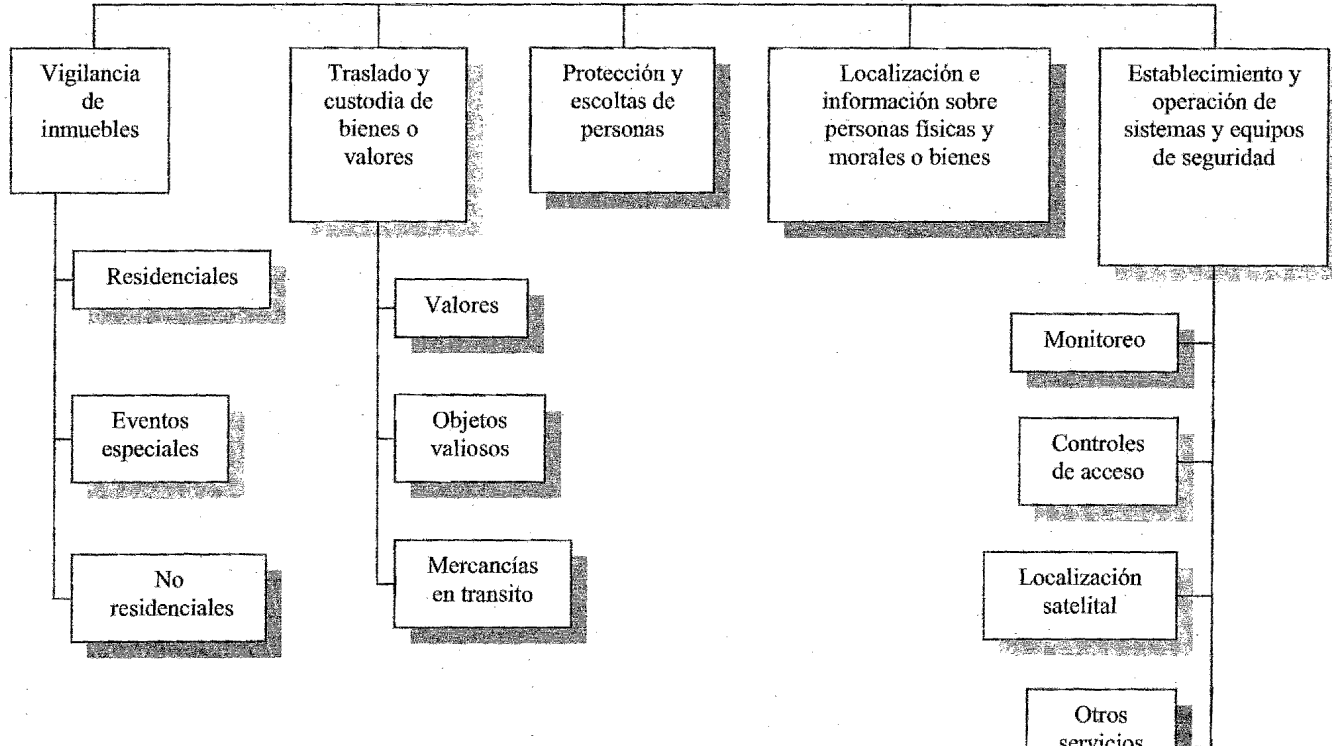 Vigilancia
de
inmuebles
Traslado y
custodia de
bienes o
valores
Protección y
escoltas de
personas
Localización e
información sobre
personas físicas y
morales o bienes
Establecimiento y
operación de
sistemas y equipos
de seguridad
Residenciales
Eventos
especiales
No
residenciales
Valores
Objetos
valiosos
Mercancías
en transito
Monitoreo
Controles
de acceso
Localización
satelital
Otros
servicios